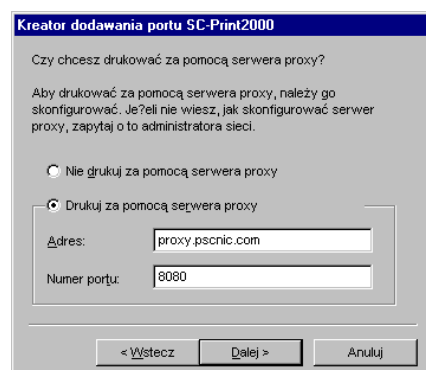 Kreator dodawania portu SC-Print2000
Czy chcesz drukować za pomocą serwera proxy?
Aby drukować za pomocą serwera proxy, należy go
skonfigurować. Je?eli nie wiesz, jak skonfigurować serwer
proxy, zapytaj o to administratora sieci.
Nie drukuj za pomocą serwera proxy
Drukuj za pomocą serwera proxy
Adres:
proxy.pscnic.com
Numer portu:
8080
< Wstecz
Dalej >
Anuluj